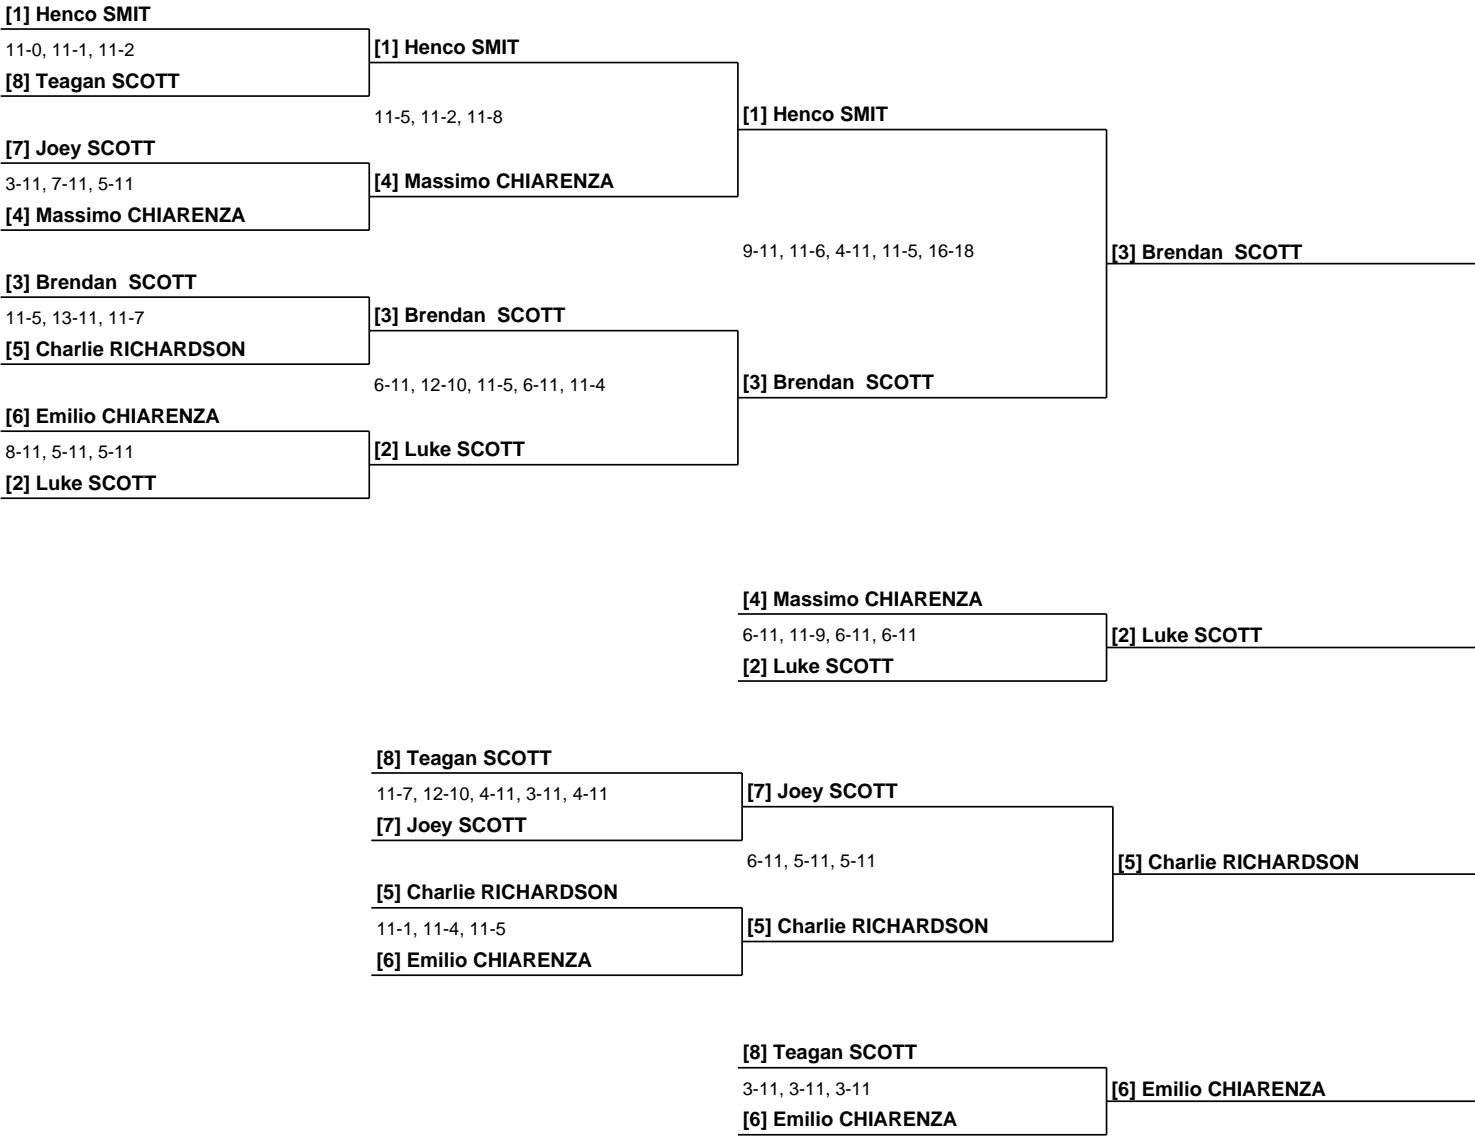 [1] Henco SMIT
11-0, 11-1, 11-2
[1] Henco SMIT
[8] Teagan SCOTT
11-5, 11-2, 11-8
[1] Henco SMIT
[7] Joey SCOTT
3-11, 7-11, 5-11
[4] Massimo CHIARENZA
[4] Massimo CHIARENZA
9-11, 11-6, 4-11, 11-5, 16-18
[3] Brendan  SCOTT
[3] Brendan  SCOTT
11-5, 13-11, 11-7
[3] Brendan  SCOTT
[5] Charlie RICHARDSON
6-11, 12-10, 11-5, 6-11, 11-4
[3] Brendan  SCOTT
[6] Emilio CHIARENZA
8-11, 5-11, 5-11
[2] Luke SCOTT
[2] Luke SCOTT
[4] Massimo CHIARENZA
6-11, 11-9, 6-11, 6-11
[2] Luke SCOTT
[2] Luke SCOTT
[8] Teagan SCOTT
11-7, 12-10, 4-11, 3-11, 4-11
[7] Joey SCOTT
[7] Joey SCOTT
6-11, 5-11, 5-11
[5] Charlie RICHARDSON
[5] Charlie RICHARDSON
11-1, 11-4, 11-5
[5] Charlie RICHARDSON
[6] Emilio CHIARENZA
[8] Teagan SCOTT
3-11, 3-11, 3-11
[6] Emilio CHIARENZA
[6] Emilio CHIARENZA